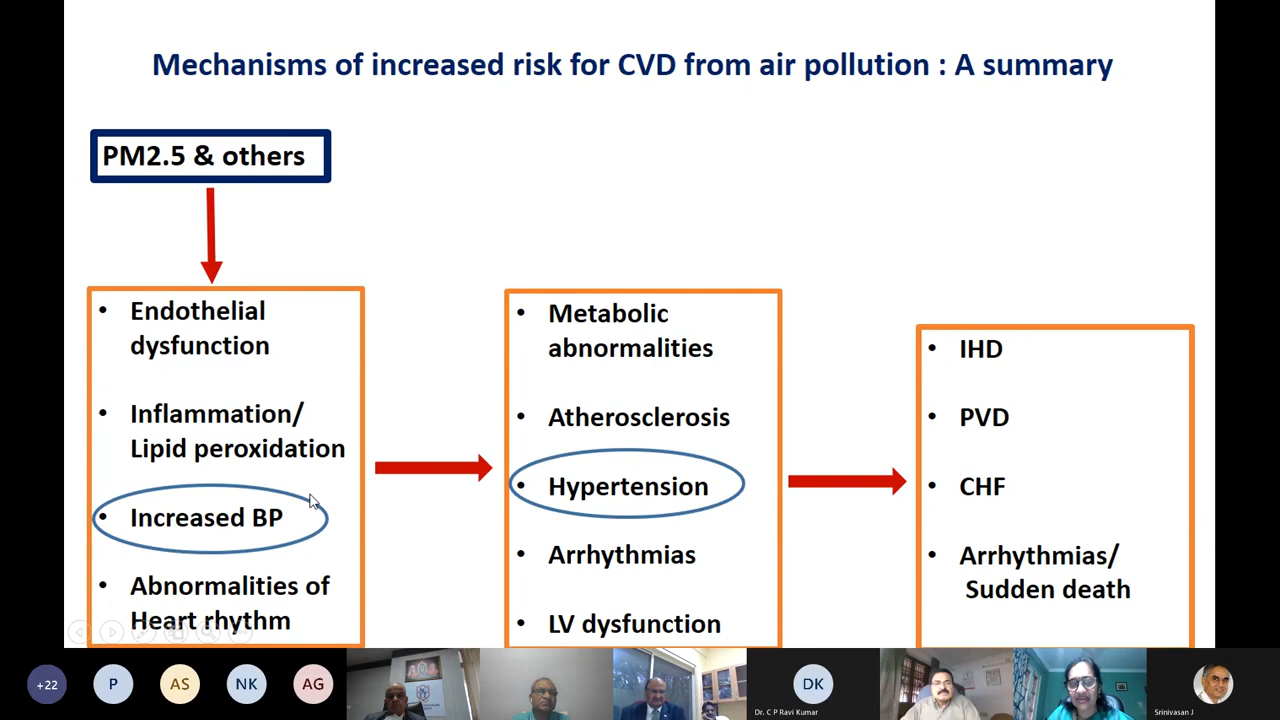 Mechanisms of increased risk for CVD from air pollution : A summary
PM2.5 & others
• Endothelial
dysfunction
• Inflammation/
Lipid peroxidation
• Increased BP
• Abnormalities of
Heart rhythm
• Metabolic
abnormalities
• Atherosclerosis
• Hypertension
• Arrhythmias
• LV dysfunction
• IHD
• PVD
• CHF
• Arrhythmias/
Sudden death
+22
P
AS
NK
AG
DK
Dr. C P Ravi Kumar
Srinivasan J